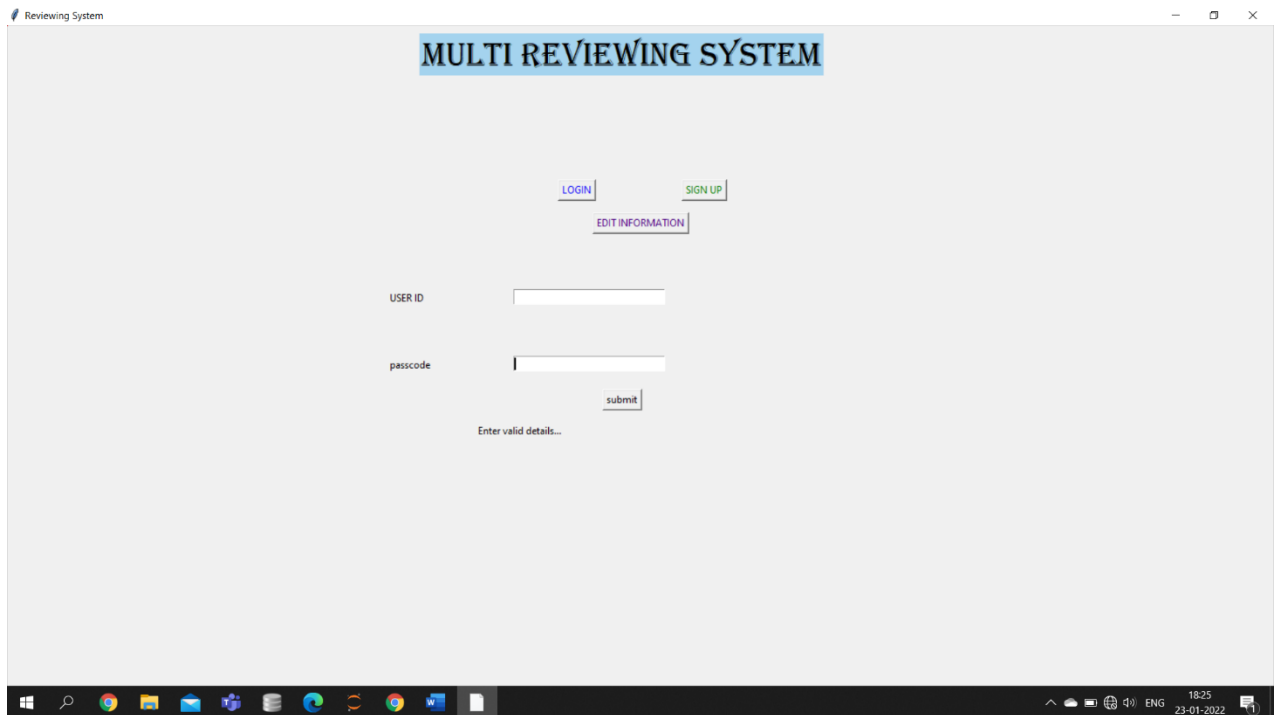 Reviewing System
MULTI REVIEWING SYSTEM
LOGIN SIGN UP
EDIT INFORMATION
USER ID
passcode
submit
Enter valid details...
ENG 18:25
23-01-2022
1